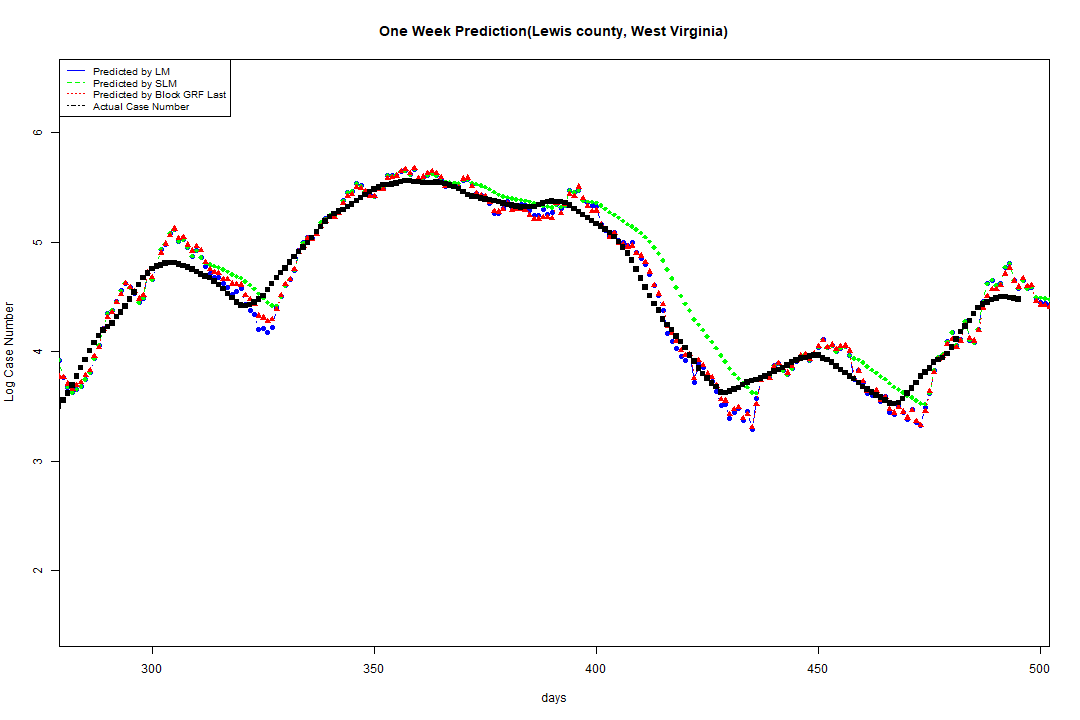 One Week Prediction(Lewis county, West Virginia)
Predicted by LM
Predicted by SLM
Predicted by Block GRF Last
Actual Case Number
6
5
4
3
2
Log Case Number
300
350
400
450
500
days